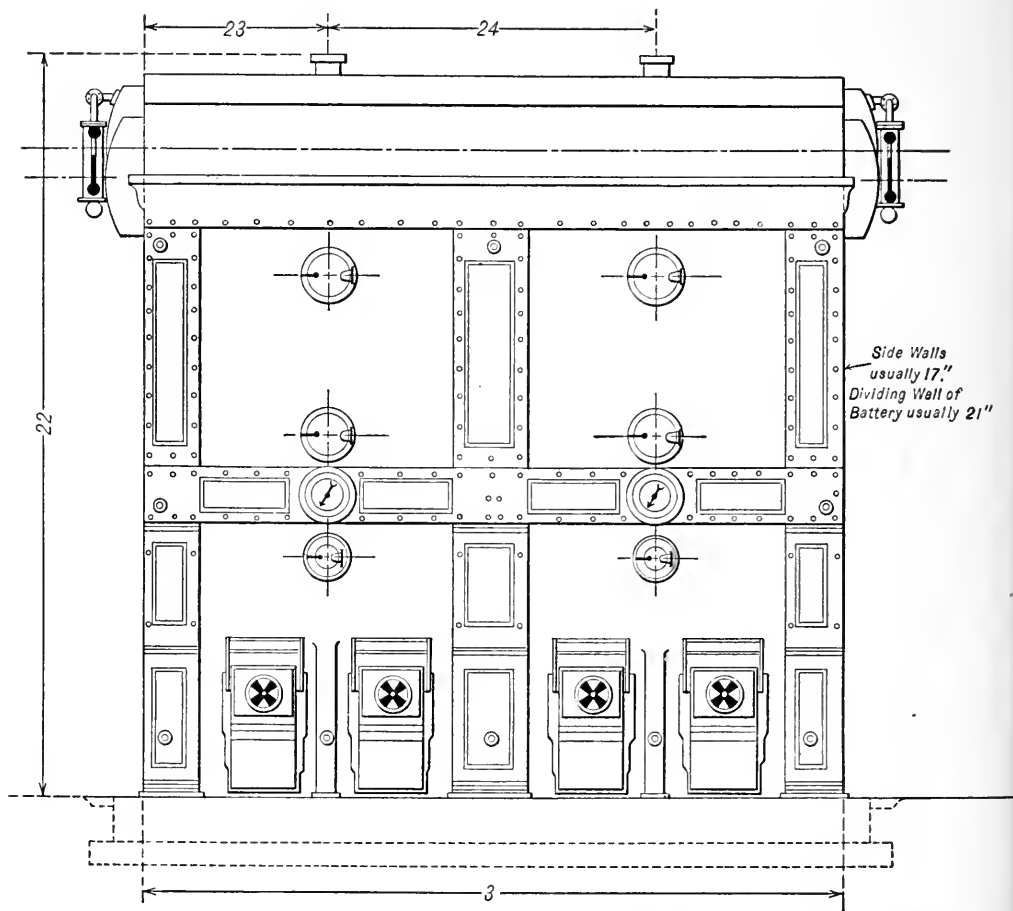 23
24
22
Side Walls
usually 17."
Dividing Wall of
Battery usually 21"
3